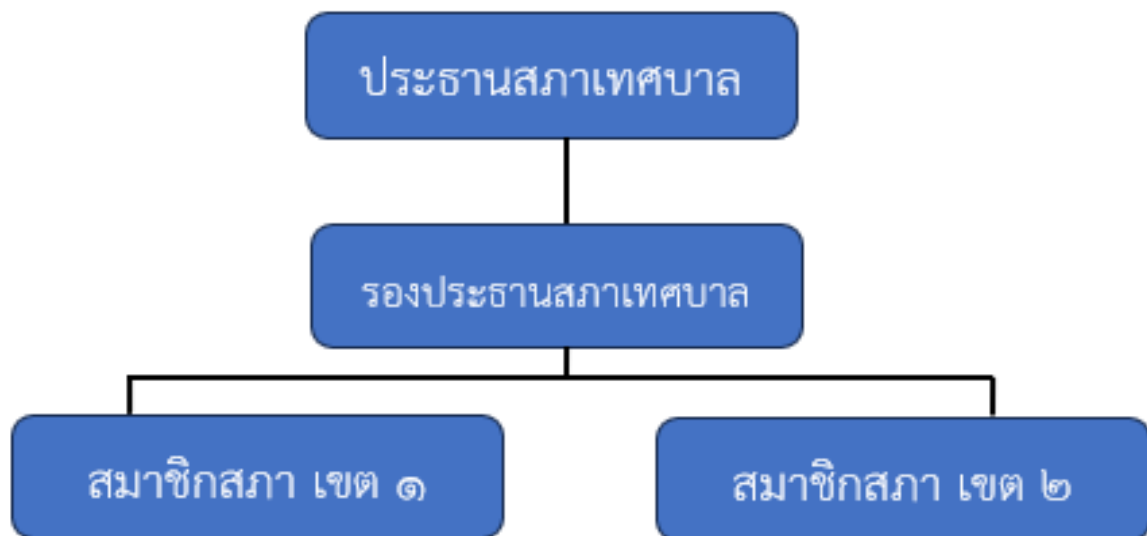 ประธานสภาเทศบาล
รองประธานสภาเทศบาล
สมาชิกสภา เขต ๑
สมาชิกสภา เขต ๒